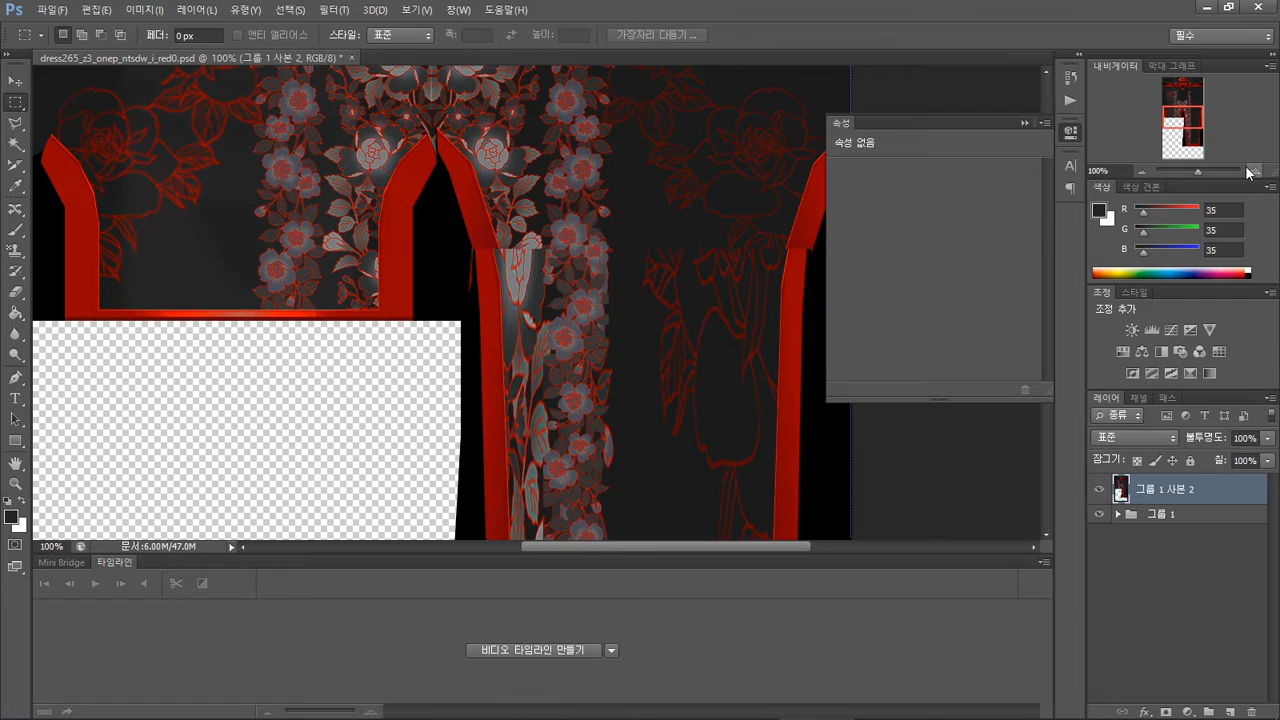 Ps 파일(F) 편집(E) 이미지(I) 레이어(L) 유형(Y) 선택(S) 필터(T) 3D(D) 보기(V) 창(W) 도움말(H)
페더: 0 px 안티 앨리어스 스타일: 표준 폭: 높이: 가장자리 다듬기 ... 필수
dress265_z3_onep_ntsdw_i_red0.psd @ 100% (그룹 1 사본 2, RGB/8) * ×
내비게이터 막대 그래프
속성
속성 없음
100%
색상 색상 견본
R 35
G 35
B 35
조정 스타일
조정 추가
레이어 채널 패스
종류
표준 불투명도: 100%
잠그기: 칠: 100%
그룹 1 사본 2
그룹 1
100% 문서:6.00M/47.0M
Mini Bridge 타임라인
비디오 타임라인 만들기